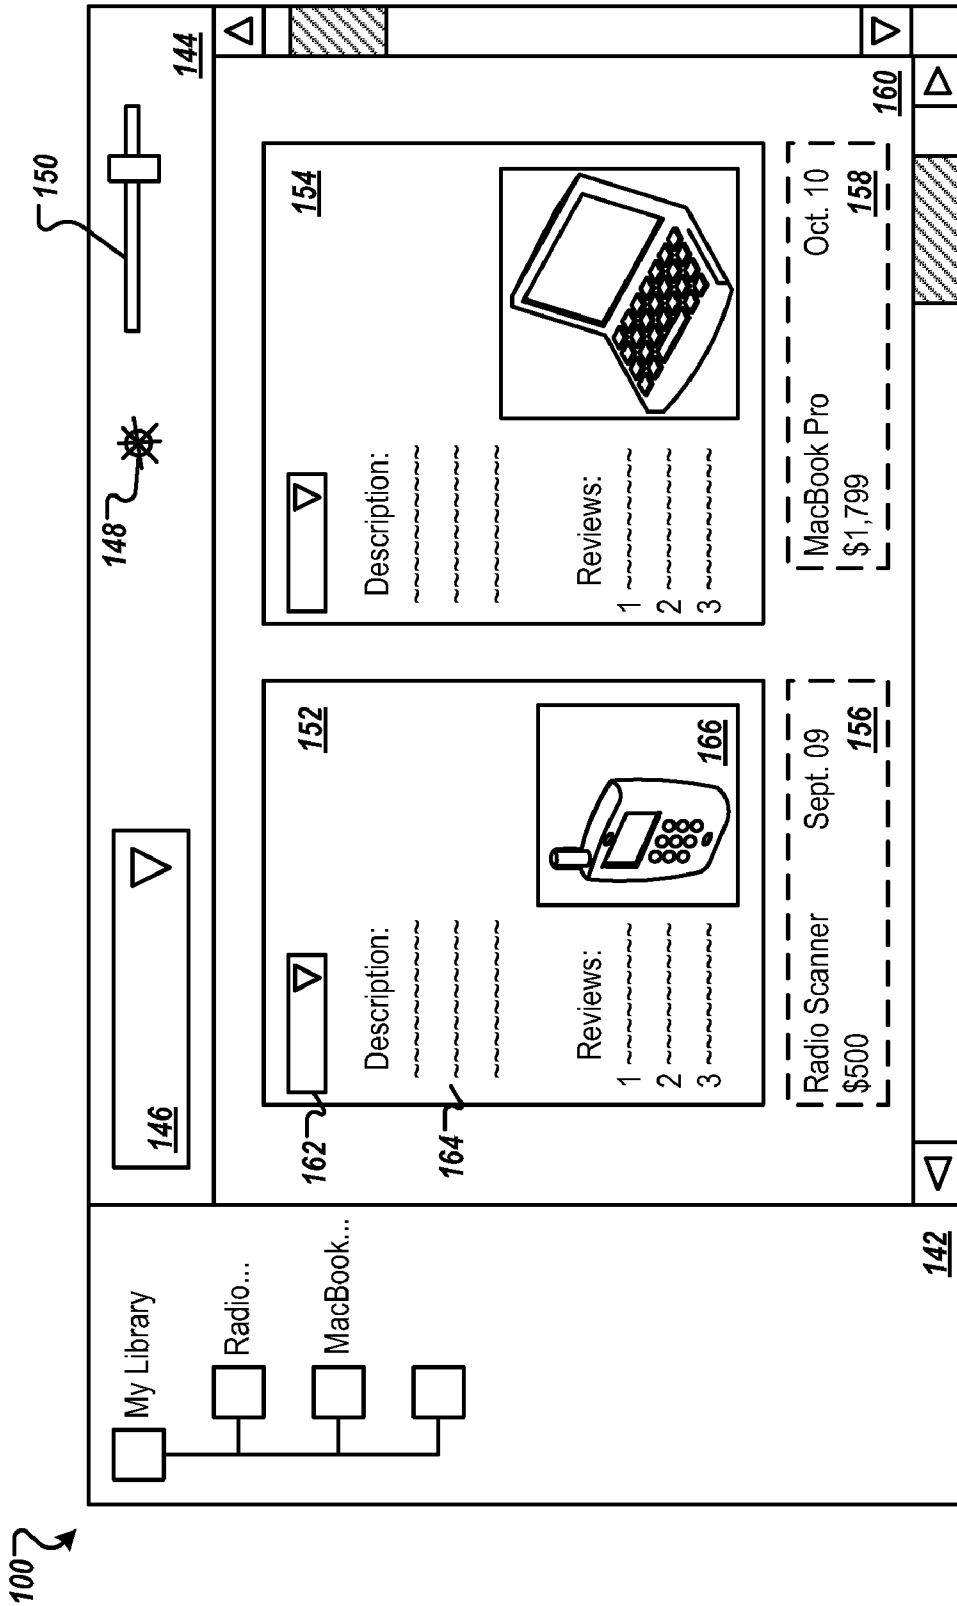 100
150
148
144
146
My Library
Radio...
MacBook...
142
152
162
Description:
164
Reviews:
1
2
3
166
Radio Scanner Sept. 09
$500 156
154
Description:
Reviews:
1
2
3
MacBook Pro Oct. 10
$1,799 158
160